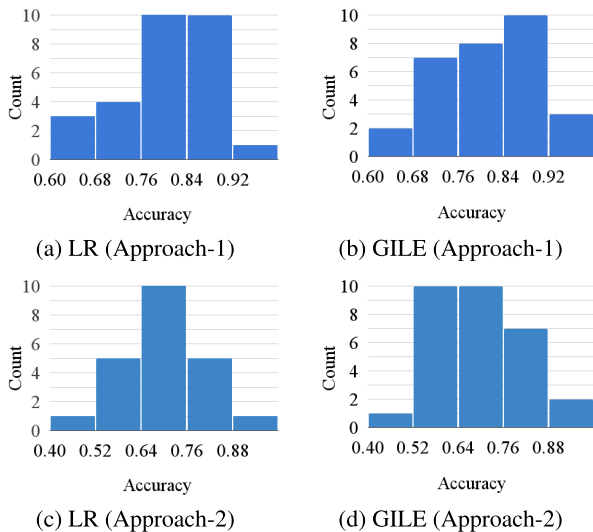 10
8
6
4
2
0
Count
0.60 0.68 0.76 0.84 0.92
Accuracy
(a) LR (Approach-1)
10
8
6
4
2
0
Count
0.60 0.68 0.76 0.84 0.92
Accuracy
(b) GILE (Approach-1)
10
8
6
4
2
0
Count
0.40 0.52 0.64 0.76 0.88
Accuracy
(c) LR (Approach-2)
10
8
6
4
2
0
Count
0.40 0.52 0.64 0.76 0.88
Accuracy
(d) GILE (Approach-2)